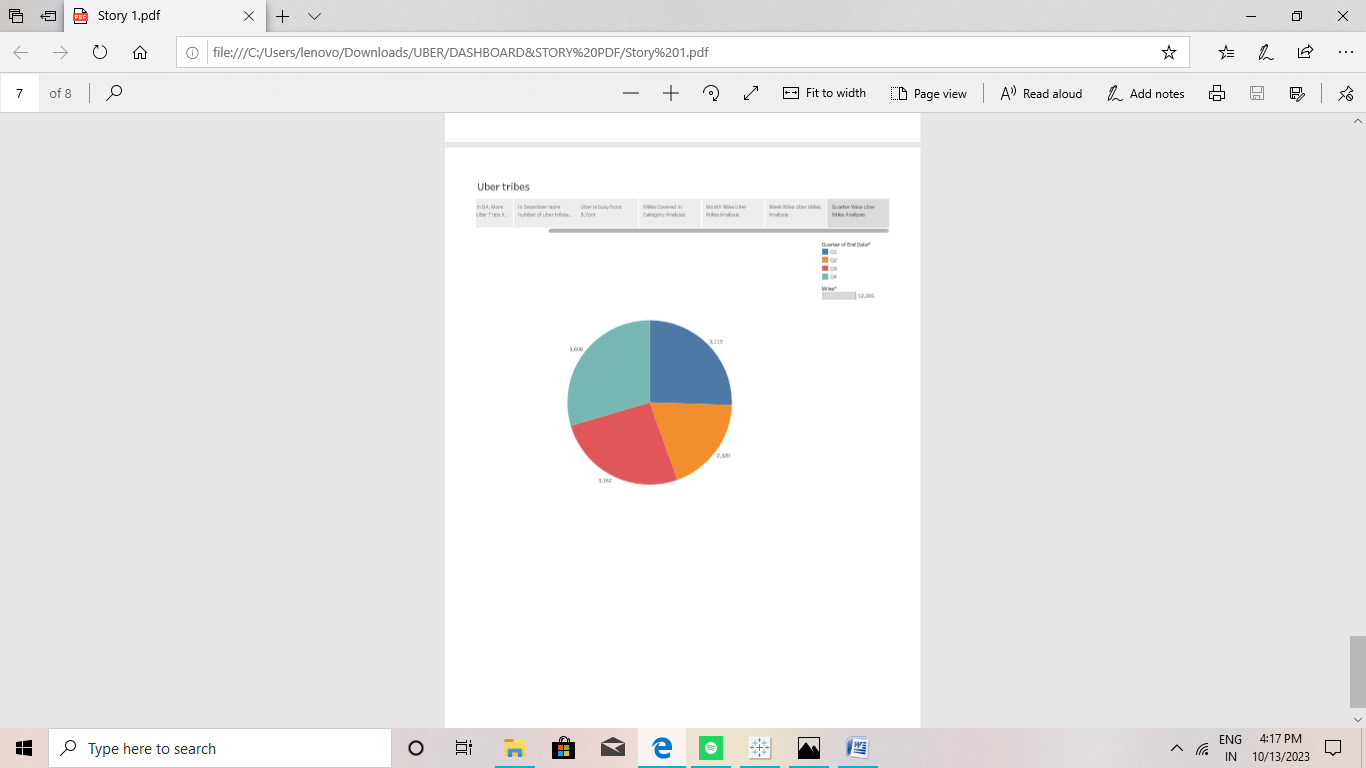 Story 1.pdf
file:///C:/Users/lenovo/Downloads/UBER/DASHBOARD&STORY%20PDF/Story%201.pdf
7 of 8
Fit to width
Page view
Read aloud
Add notes
Uber tribes
In Q4, More
Uber Trips h..
In December more
number of uber tribes..
Uber is busy from
3-7pm
Miles Covered in
Category Analysis
Month Wise Uber
Miles Analysis
Week Wise Uber Miles
Analysis
Quarter Wise Uber
Miles Analysis
Quarter of End Date*
Q1
Q2
Q3
Q4
Miles*
12,205
3,606
3,115
2,320
3,162
Type here to search
ENG
IN
4:17 PM
10/13/2023